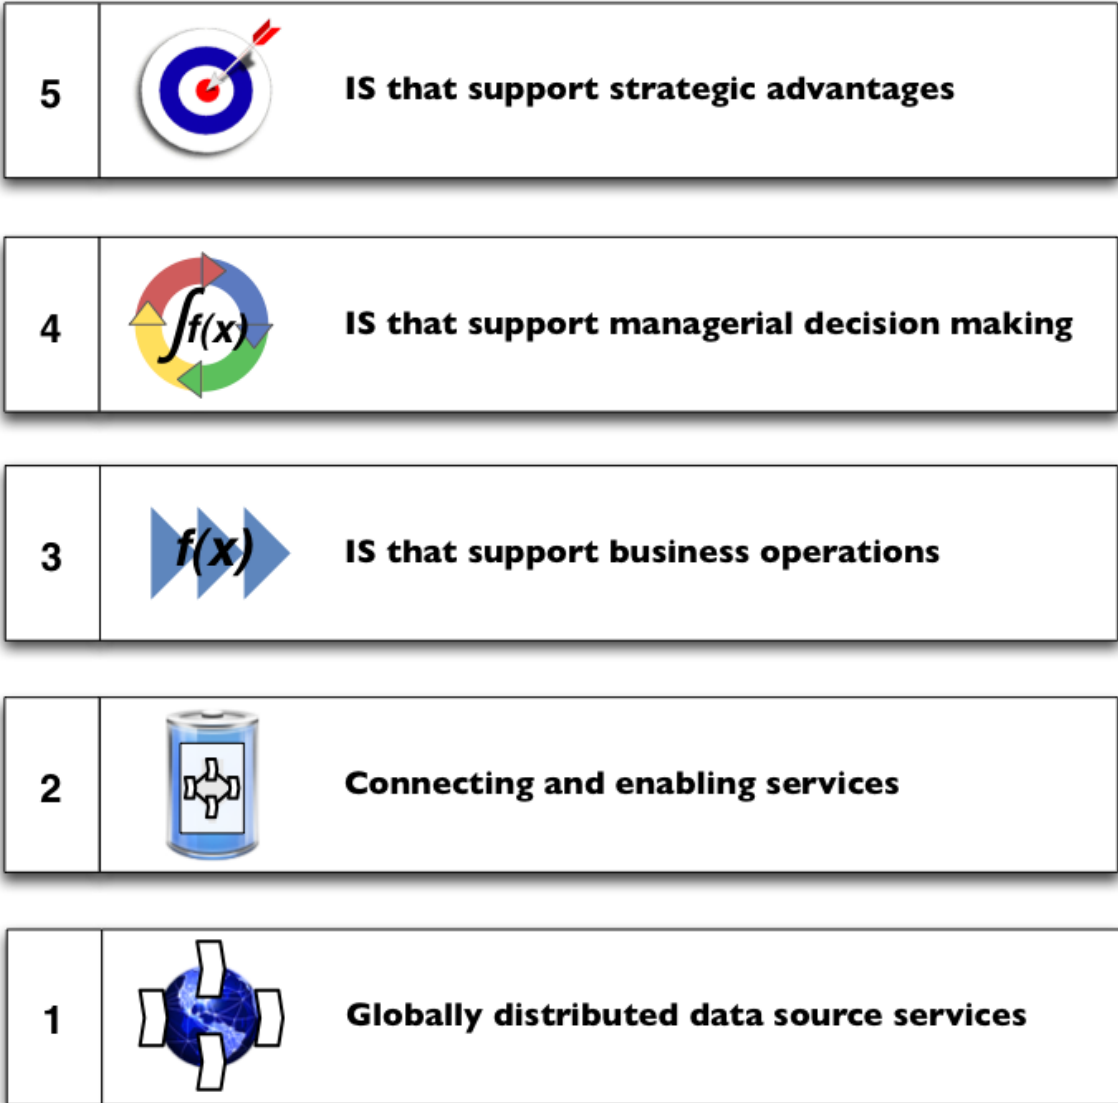 5 IS that support strategic advantages
4 ∫f(x) IS that support managerial decision making
3 f(x) IS that support business operations
2 Connecting and enabling services
1 Globally distributed data source services